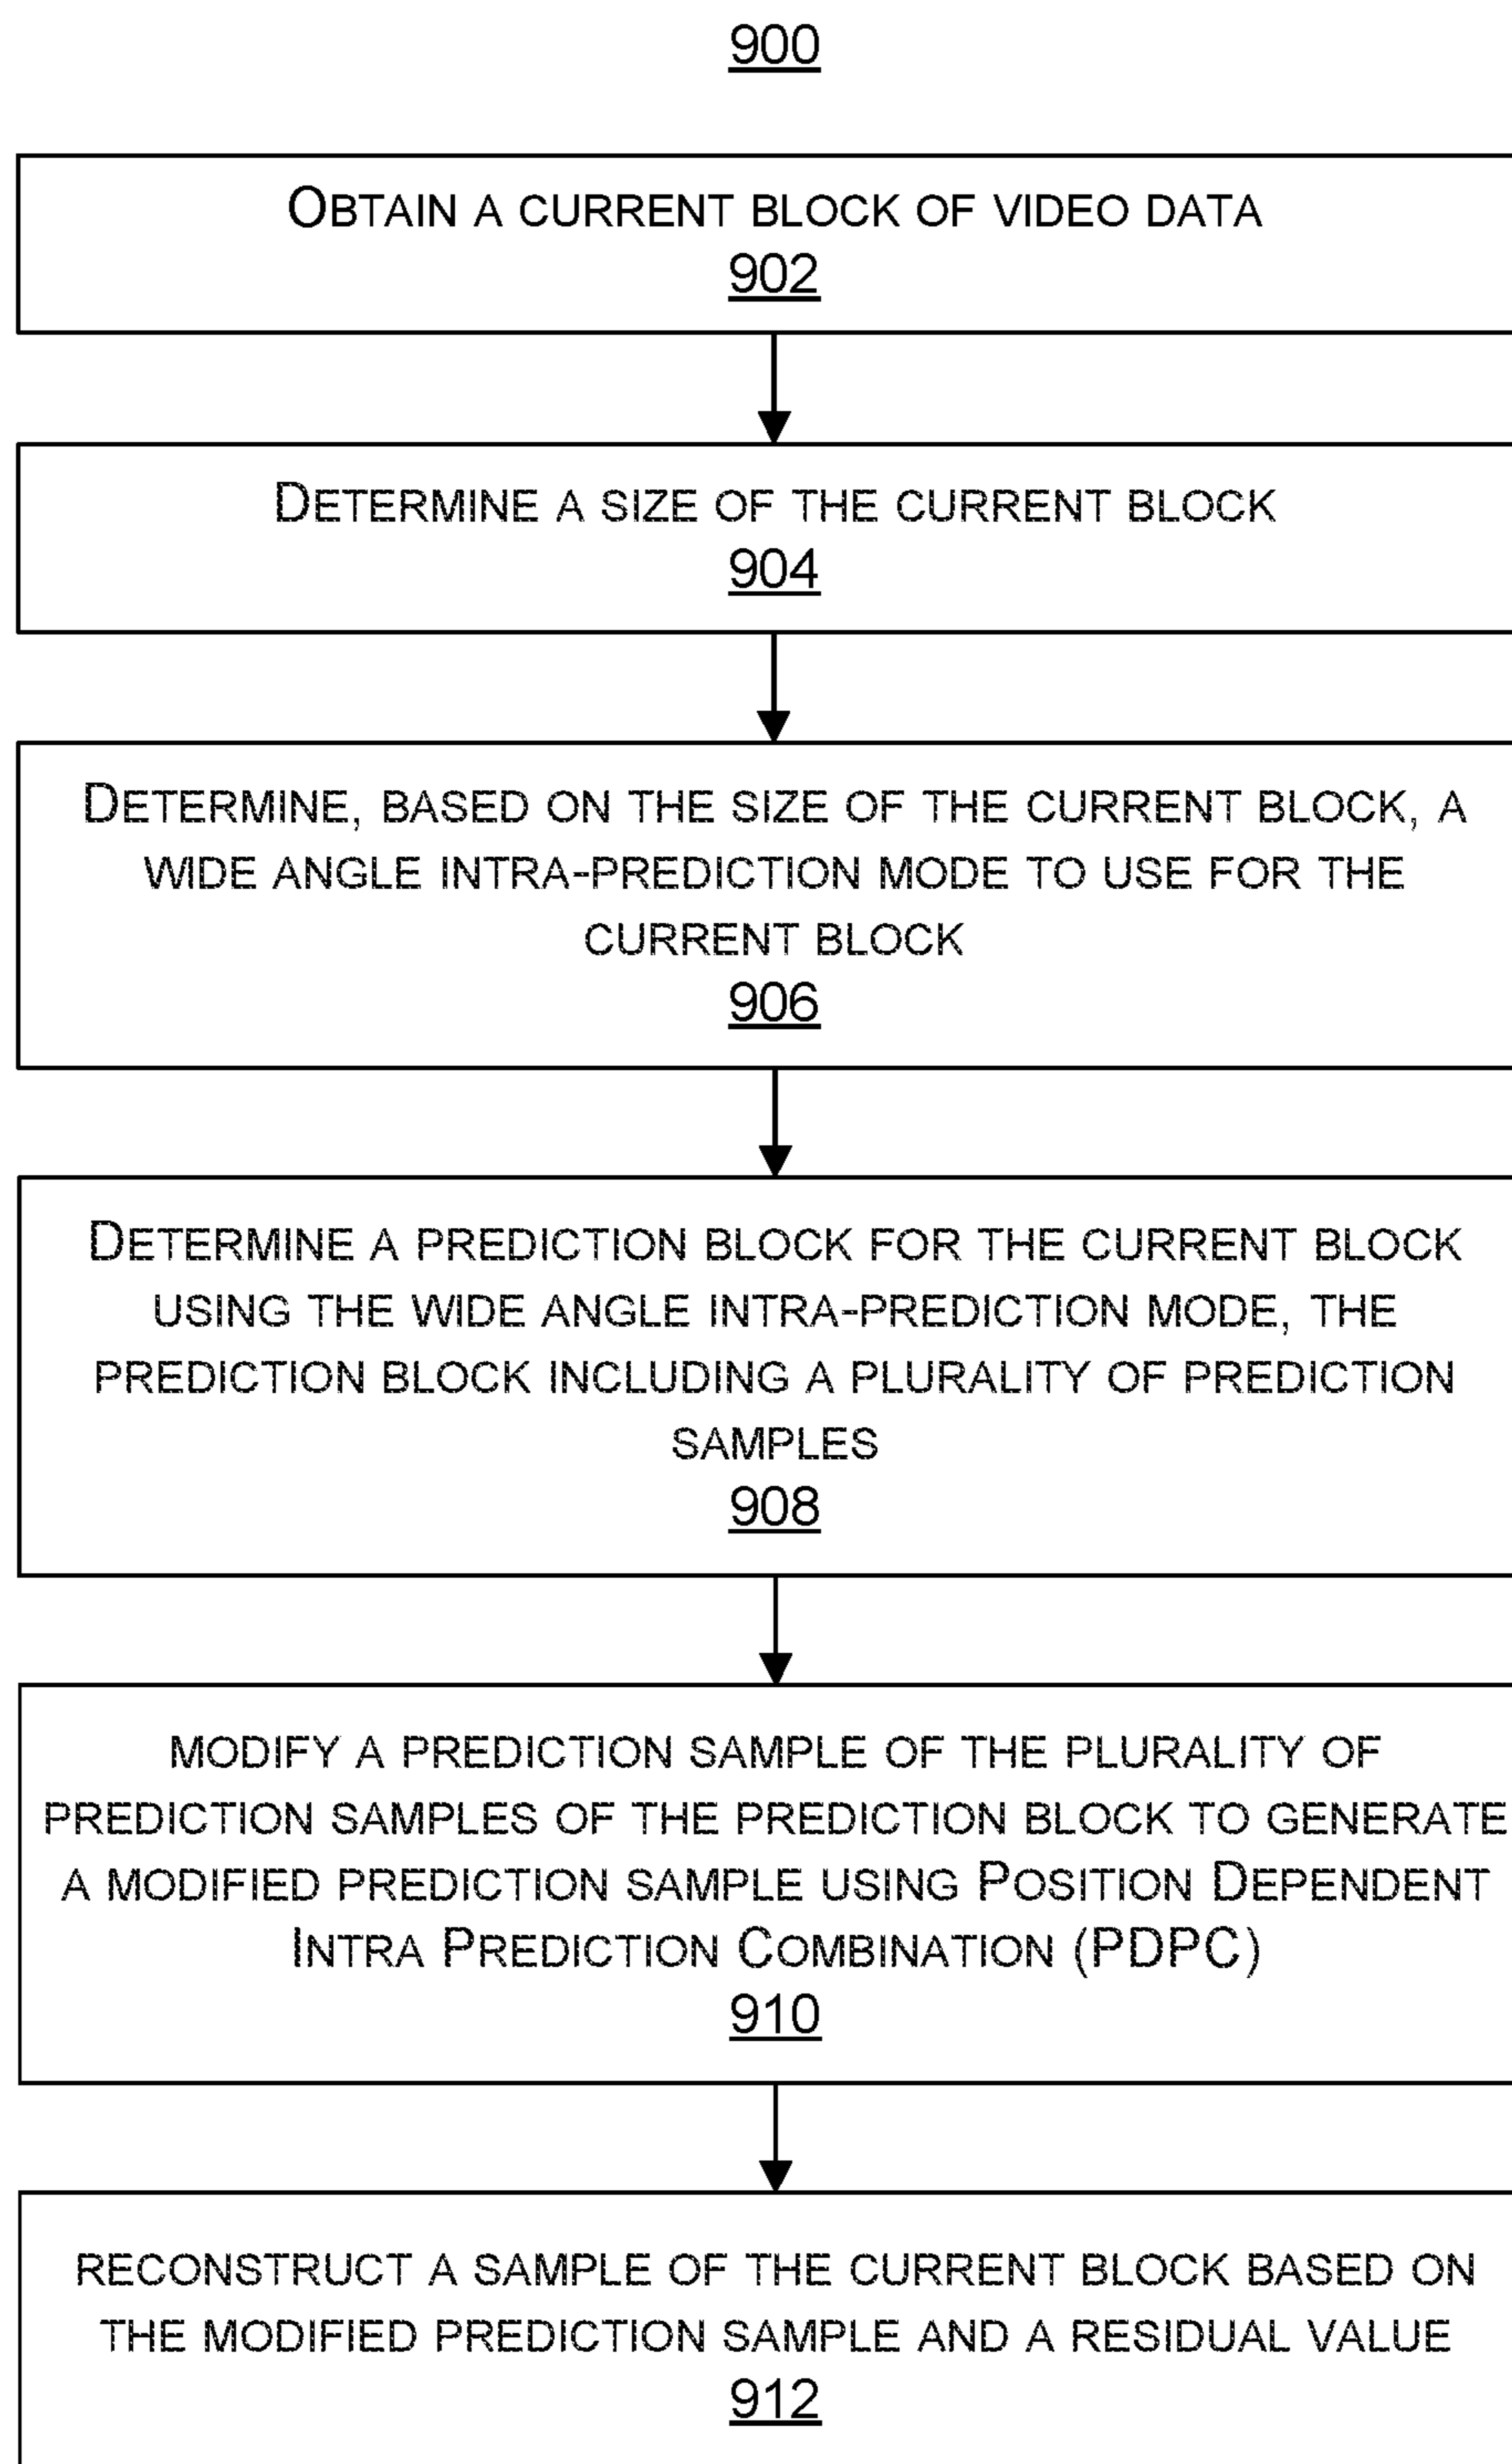 900
OBTAIN A CURRENT BLOCK OF VIDEO DATA
902
DETERMINE A SIZE OF THE CURRENT BLOCK
904
DETERMINE, BASED ON THE SIZE OF THE CURRENT BLOCK, A
WIDE ANGLE INTRA-PREDICTION MODE TO USE FOR THE
CURRENT BLOCK
906
DETERMINE A PREDICTION BLOCK FOR THE CURRENT BLOCK
USING THE WIDE ANGLE INTRA-PREDICTION MODE, THE
PREDICTION BLOCK INCLUDING A PLURALITY OF PREDICTION
SAMPLES
908
MODIFY A PREDICTION SAMPLE OF THE PLURALITY OF
PREDICTION SAMPLES OF THE PREDICTION BLOCK TO GENERATE
A MODIFIED PREDICTION SAMPLE USING POSITION DEPENDENT
INTRA PREDICTION COMBINATION (PDPC)
910
RECONSTRUCT A SAMPLE OF THE CURRENT BLOCK BASED ON
THE MODIFIED PREDICTION SAMPLE AND A RESIDUAL VALUE
912